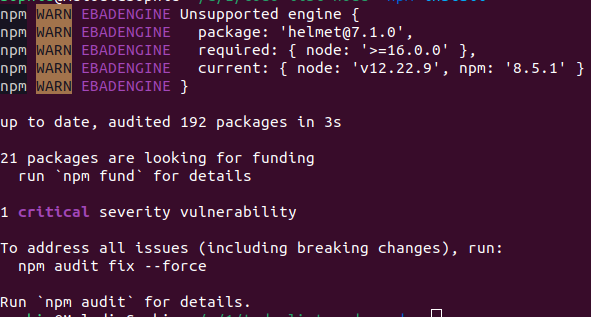 npm WARN EBADENGINE Unsupported engine {
npm WARN EBADENGINE   package: 'helmet@7.1.0',
npm WARN EBADENGINE   required: { node: '>=16.0.0' },
npm WARN EBADENGINE   current: { node: 'v12.22.9', npm: '8.5.1' }
npm WARN EBADENGINE }

up to date, audited 192 packages in 3s

21 packages are looking for funding
  run `npm fund` for details

1 critical severity vulnerability

To address all issues (including breaking changes), run:
  npm audit fix --force

Run `npm audit` for details.